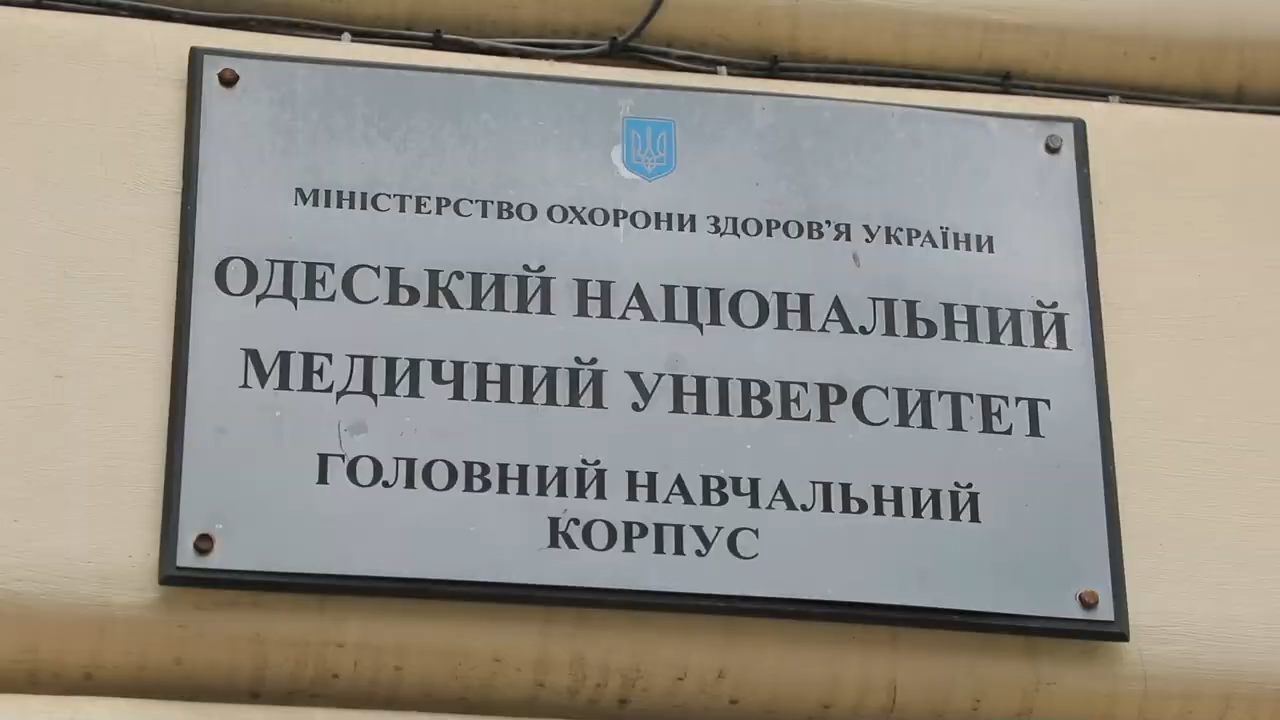 МІНІСТЕРСТВО ОХОРОНИ ЗДОРОВ'Я УКРАЇНИ
ОДЕСЬКИЙ НАЦІОНАЛЬНИЙ
МЕДИЧНИЙ УНІВЕРСИТЕТ
ГОЛОВНИЙ НАВЧАЛЬНИЙ
КОРПУС